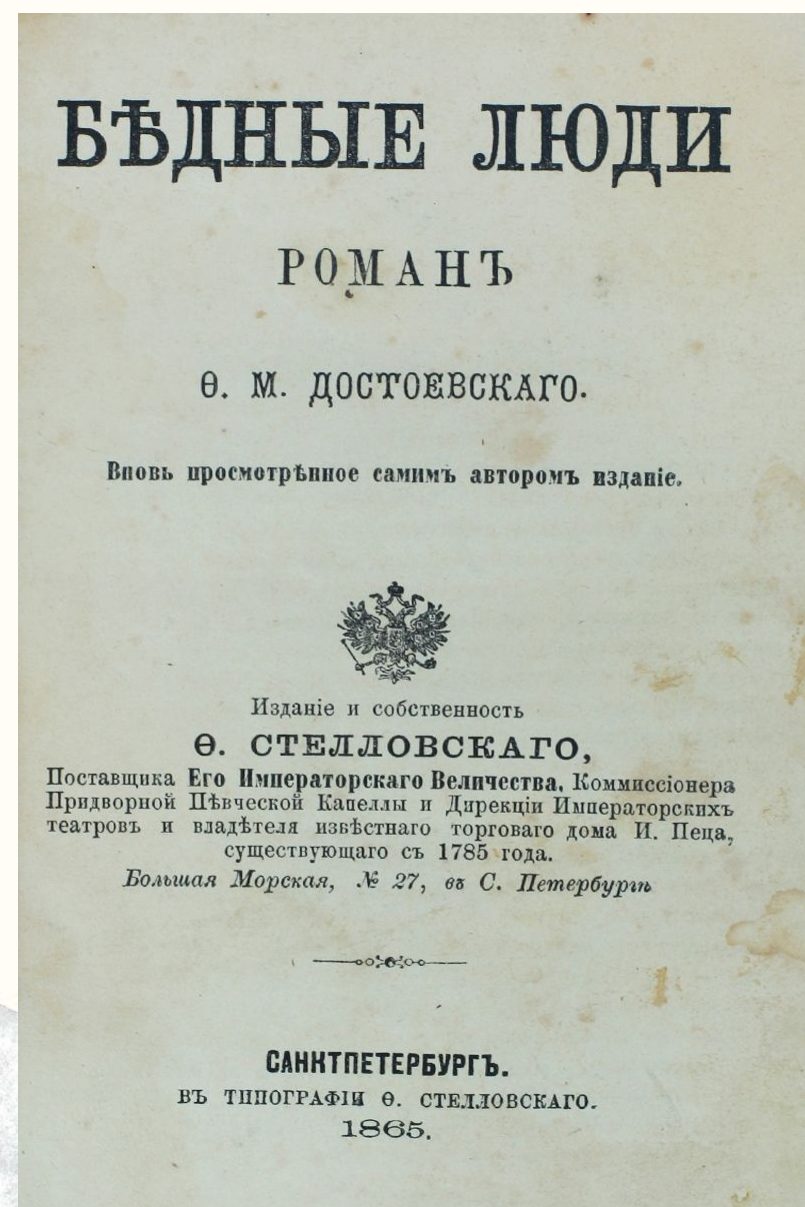 БѢДНЫЕ ЛЮДИ
РОМАНЪ
Ѳ. М. ДОСТОЕВСКАГО.
Вновь просмотрѣнное самимъ авторомъ изданіе.
Изданіе и собственность
Ѳ. СТЕЛЛОВСКАГО,
Поставщика Его Императорскаго Величества, Коммиссіонера
Придворной Пѣвческой Капеллы и Дирекціи Императорскихъ
театровъ и владѣтеля извѣстнаго торговаго дома И. Пеца,
существующаго съ 1785 года.
Большая Морская, № 27, въ С. Петербургѣ
САНКТПЕТЕРБУРГЪ.
ВЪ ТИПОГРАФІИ Ѳ. СТЕЛЛОВСКАГО.
1865.